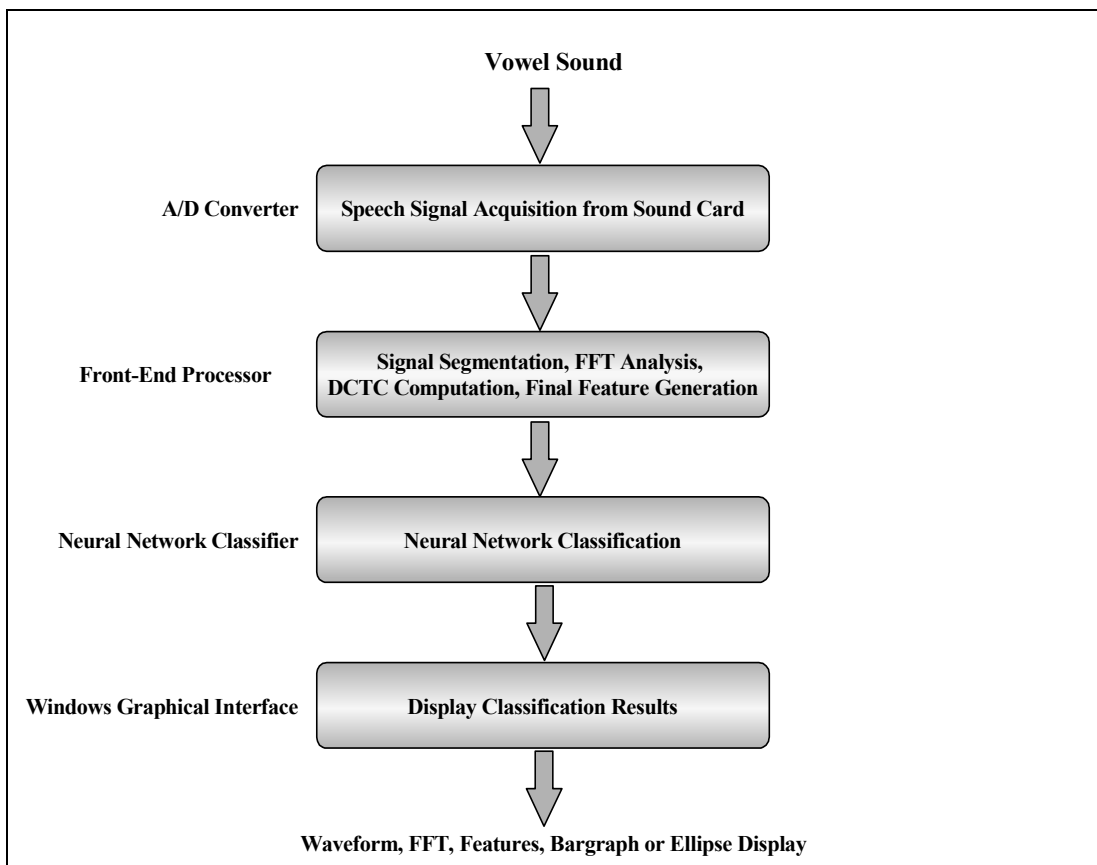 Vowel Sound
A/D Converter
Speech Signal Acquisition from Sound Card
Front-End Processor
Signal Segmentation, FFT Analysis,
DCTC Computation, Final Feature Generation
Neural Network Classifier
Neural Network Classification
Windows Graphical Interface
Display Classification Results
Waveform, FFT, Features, Bargraph or Ellipse Display